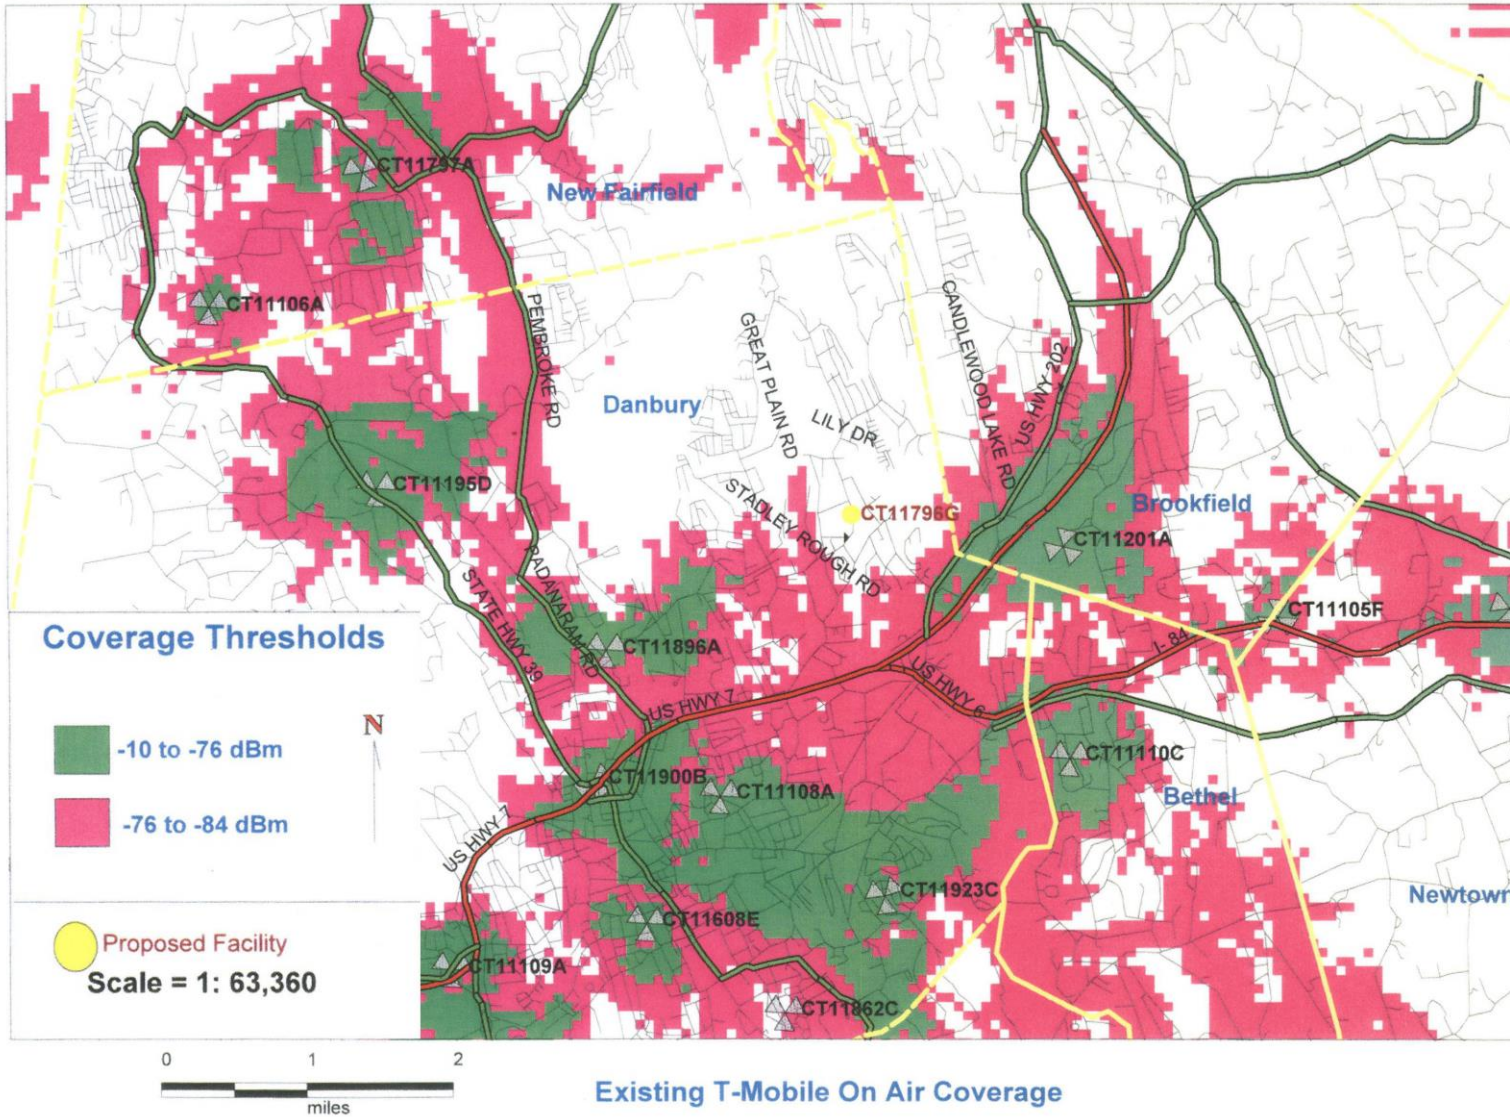 CT11797A
New Fairfield
CT11106A
PEMBROKE RD
GREAT PLAIN RD
CANDLEWOOD LAKE RD
US HWY 202
Danbury
LILY DR
CT11195D
STADLEY ROUGH RD
CT11796G
Brookfield
CT11201A
PADANARAM RD
STATE HWY 39
CT11105F
Coverage Thresholds
CT11896A
I- 84
US HWY 6
US HWY 7
N
-10 to -76 dBm
CT11110C
CT11900B
CT11108A
Bethel
-76 to -84 dBm
US HWY 7
CT11923C
Newtown
CT11608E
Proposed Facility
CT11109A
Scale = 1: 63,360
CT11862C
0 1 2
miles
Existing T-Mobile On Air Coverage